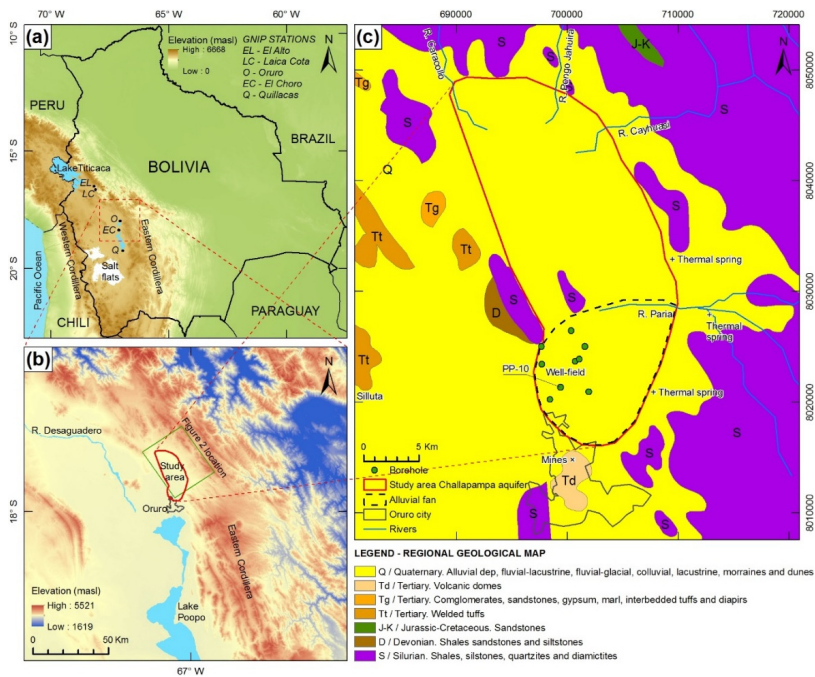 70° W
65° W
60° W
10° S
15° S
20° S
(a)
Elevation (masl)
High : 6668
Low : 0
GNIP STATIONS
EL - El Alto
LC - Laica Cota
O - Oruro
EC - El Choro
Q - Quillacas
N
PERU
BRAZIL
BOLIVIA
Lake Titicaca
EL
LC
O
EC
Q
Western Cordillera
Eastern Cordillera
Salt
flats
Pacific Ocean
CHILI
PARAGUAY
(b)
N
R. Desaguadero
Figure 2 location
Study
area
Oruro
18° S
Eastern Cordillera
Elevation (masl)
High : 5521
Low : 1619
Lake
Poopo
0 50 Km
67° W
690000
700000
710000
720000
8050000
8040000
8030000
8020000
8010000
(c)
N
R. Caracollo
R. Pongo Jahuira
R. Cayhuasi
J-K
S
S
S
S
S
S
S
S
S
S
S
S
Tg
Tg
Q
Tt
Tt
Tt
D
Td
Thermal spring
R. Paria
Thermal
spring
Thermal spring
PP-10
Well-field
Silluta
Mines
0 5 Km
Borehole
Study area Challapampa aquifer
Alluvial fan
Oruro city
Rivers
LEGEND - REGIONAL GEOLOGICAL MAP
Q / Quaternary. Alluvial dep, fluvial-lacustrine, fluvial-glacial, colluvial, lacustrine, morraines and dunes
Td / Tertiary. Volcanic domes
Tg / Tertiary. Comglomerates, sandstones, gypsum, marl, interbedded tuffs and diapirs
Tt / Tertiary. Welded tuffs
J-K / Jurassic-Cretaceous. Sandstones
D / Devonian. Shales sandstones and siltstones
S / Silurian. Shales, silstones, quartzites and diamictites